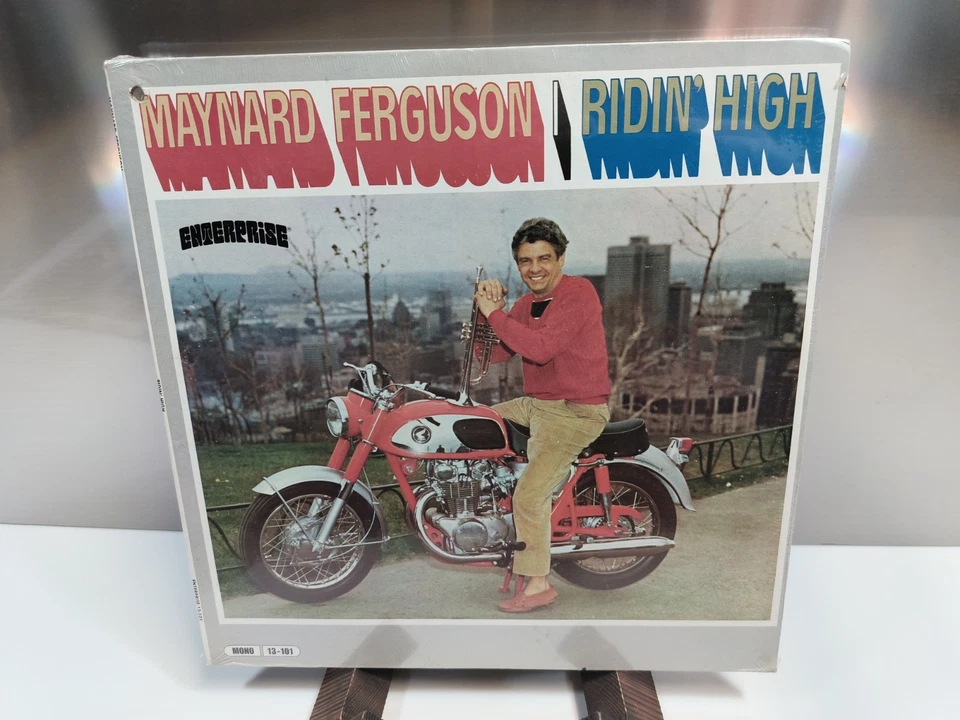 MAYNARD FERGUSON RIDIN' HIGH
ENTERPRISE
MONO 13-101